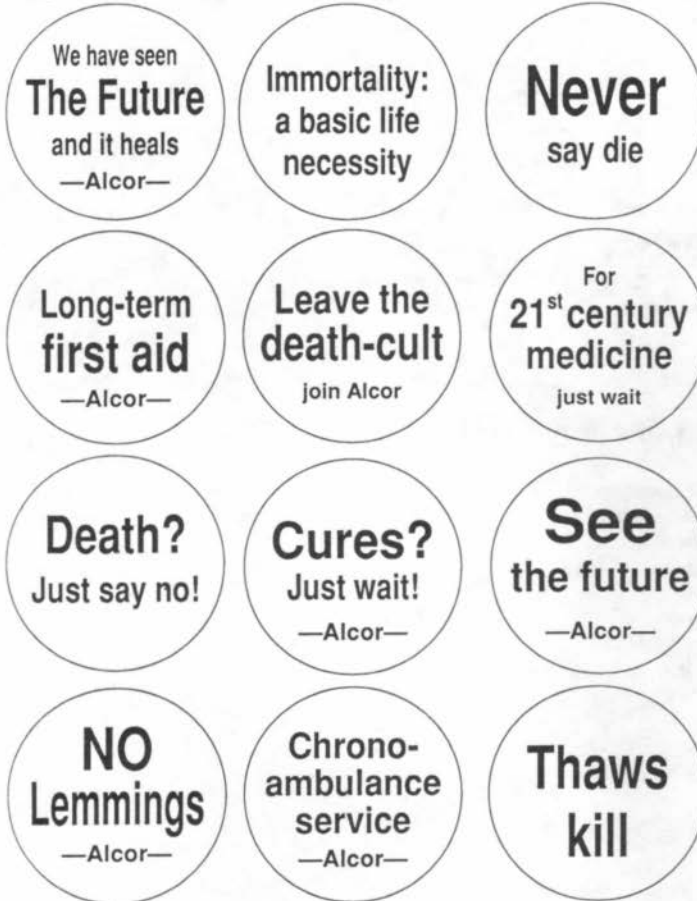 We have seen
The Future
and it heals
—Alcor—
Immortality:
a basic life
necessity
Never
say die
Long-term
first aid
—Alcor—
Leave the
death-cult
join Alcor
For
21st century
medicine
just wait
Death?
Just say no!
Cures?
Just wait!
—Alcor—
See
the future
—Alcor—
NO
Lemmings
—Alcor—
Chrono-
ambulance
service
—Alcor—
Thaws
kill